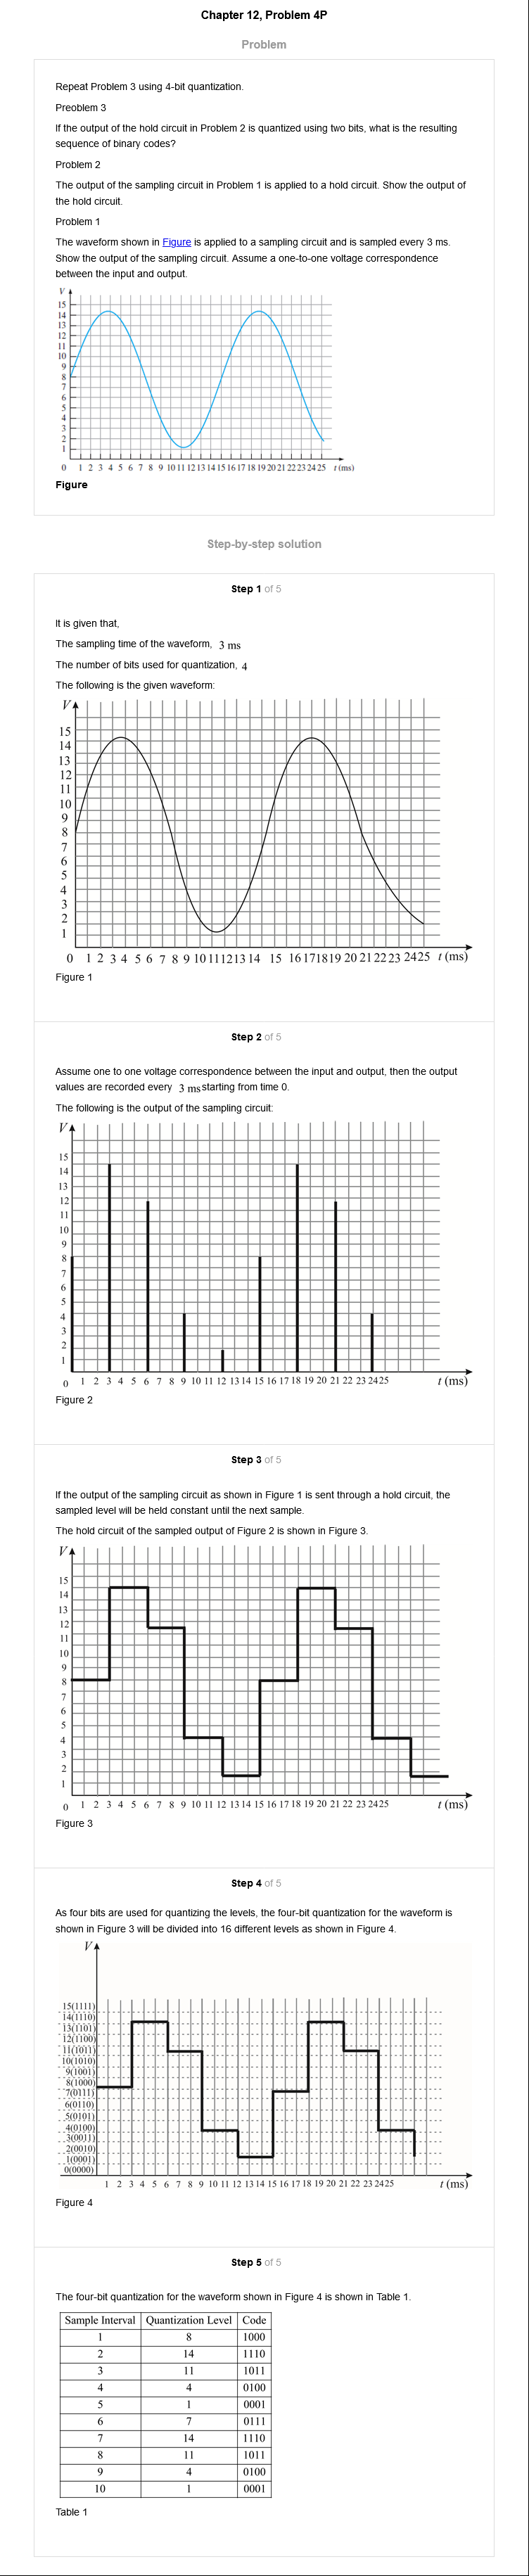 Chapter 12, Problem 4P
Problem
Repeat Problem 3 using 4-bit quantization.
Preoblem 3
If the output of the hold circuit in Problem 2 is quantized using two bits, what is the resulting
sequence of binary codes?
Problem 2
The output of the sampling circuit in Problem 1 is applied to a hold circuit. Show the output of
the hold circuit.
Problem 1
The waveform shown in Figure is applied to a sampling circuit and is sampled every 3 ms.
Show the output of the sampling circuit. Assume a one-to-one voltage correspondence
between the input and output.
V
15
14
13
12
11
10
9
8
7
6
5
4
3
2
1
0 1 2 3 4 5 6 7 8 9 10 11 12 13 14 15 16 17 18 19 20 21 22 23 24 25 t (ms)
Figure
Step-by-step solution
Step 1 of 5
It is given that,
The sampling time of the waveform, 3 ms
The number of bits used for quantization, 4
The following is the given waveform:
V
15
14
13
12
11
10
9
8
7
6
5
4
3
2
1
0 1 2 3 4 5 6 7 8 9 10 11 12 13 14 15 16 17 18 19 20 21 22 23 24 25 t (ms)
Figure 1
Step 2 of 5
Assume one to one voltage correspondence between the input and output, then the output
values are recorded every 3 ms starting from time 0.
The following is the output of the sampling circuit:
V
15
14
13
12
11
10
9
8
7
6
5
4
3
2
1
0 1 2 3 4 5 6 7 8 9 10 11 12 13 14 15 16 17 18 19 20 21 22 23 24 25 t (ms)
Figure 2
Step 3 of 5
If the output of the sampling circuit as shown in Figure 1 is sent through a hold circuit, the
sampled level will be held constant until the next sample.
The hold circuit of the sampled output of Figure 2 is shown in Figure 3.
V
15
14
13
12
11
10
9
8
7
6
5
4
3
2
1
0 1 2 3 4 5 6 7 8 9 10 11 12 13 14 15 16 17 18 19 20 21 22 23 24 25 t (ms)
Figure 3
Step 4 of 5
As four bits are used for quantizing the levels, the four-bit quantization for the waveform is
shown in Figure 3 will be divided into 16 different levels as shown in Figure 4.
V
15(1111)
14(1110)
13(1101)
12(1100)
11(1011)
10(1010)
9(1001)
8(1000)
7(0111)
6(0110)
5(0101)
4(0100)
3(0011)
2(0010)
1(0001)
0(0000)
1 2 3 4 5 6 7 8 9 10 11 12 13 14 15 16 17 18 19 20 21 22 23 24 25 t (ms)
Figure 4
Step 5 of 5
The four-bit quantization for the waveform shown in Figure 4 is shown in Table 1.
Sample Interval Quantization Level Code
1 8 1000
2 14 1110
3 11 1011
4 4 0100
5 1 0001
6 7 0111
7 14 1110
8 11 1011
9 4 0100
10 1 0001
Table 1